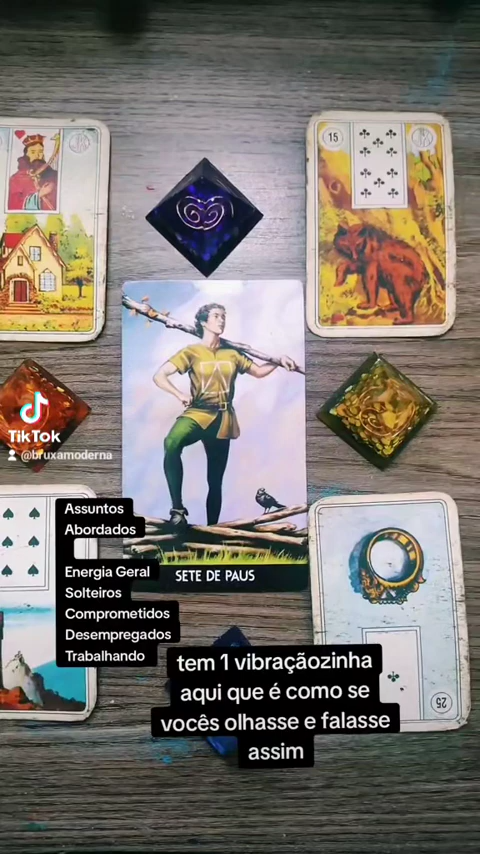 15
TikTok
@bruxamoderna
Assuntos
Abordados
Energia Geral
Solteiros
Comprometidos
Desempregados
Trabalhando
SETE DE PAUS
tem 1 vibraçãozinha
aqui que é como se
vocês olhasse e falasse
assim
25